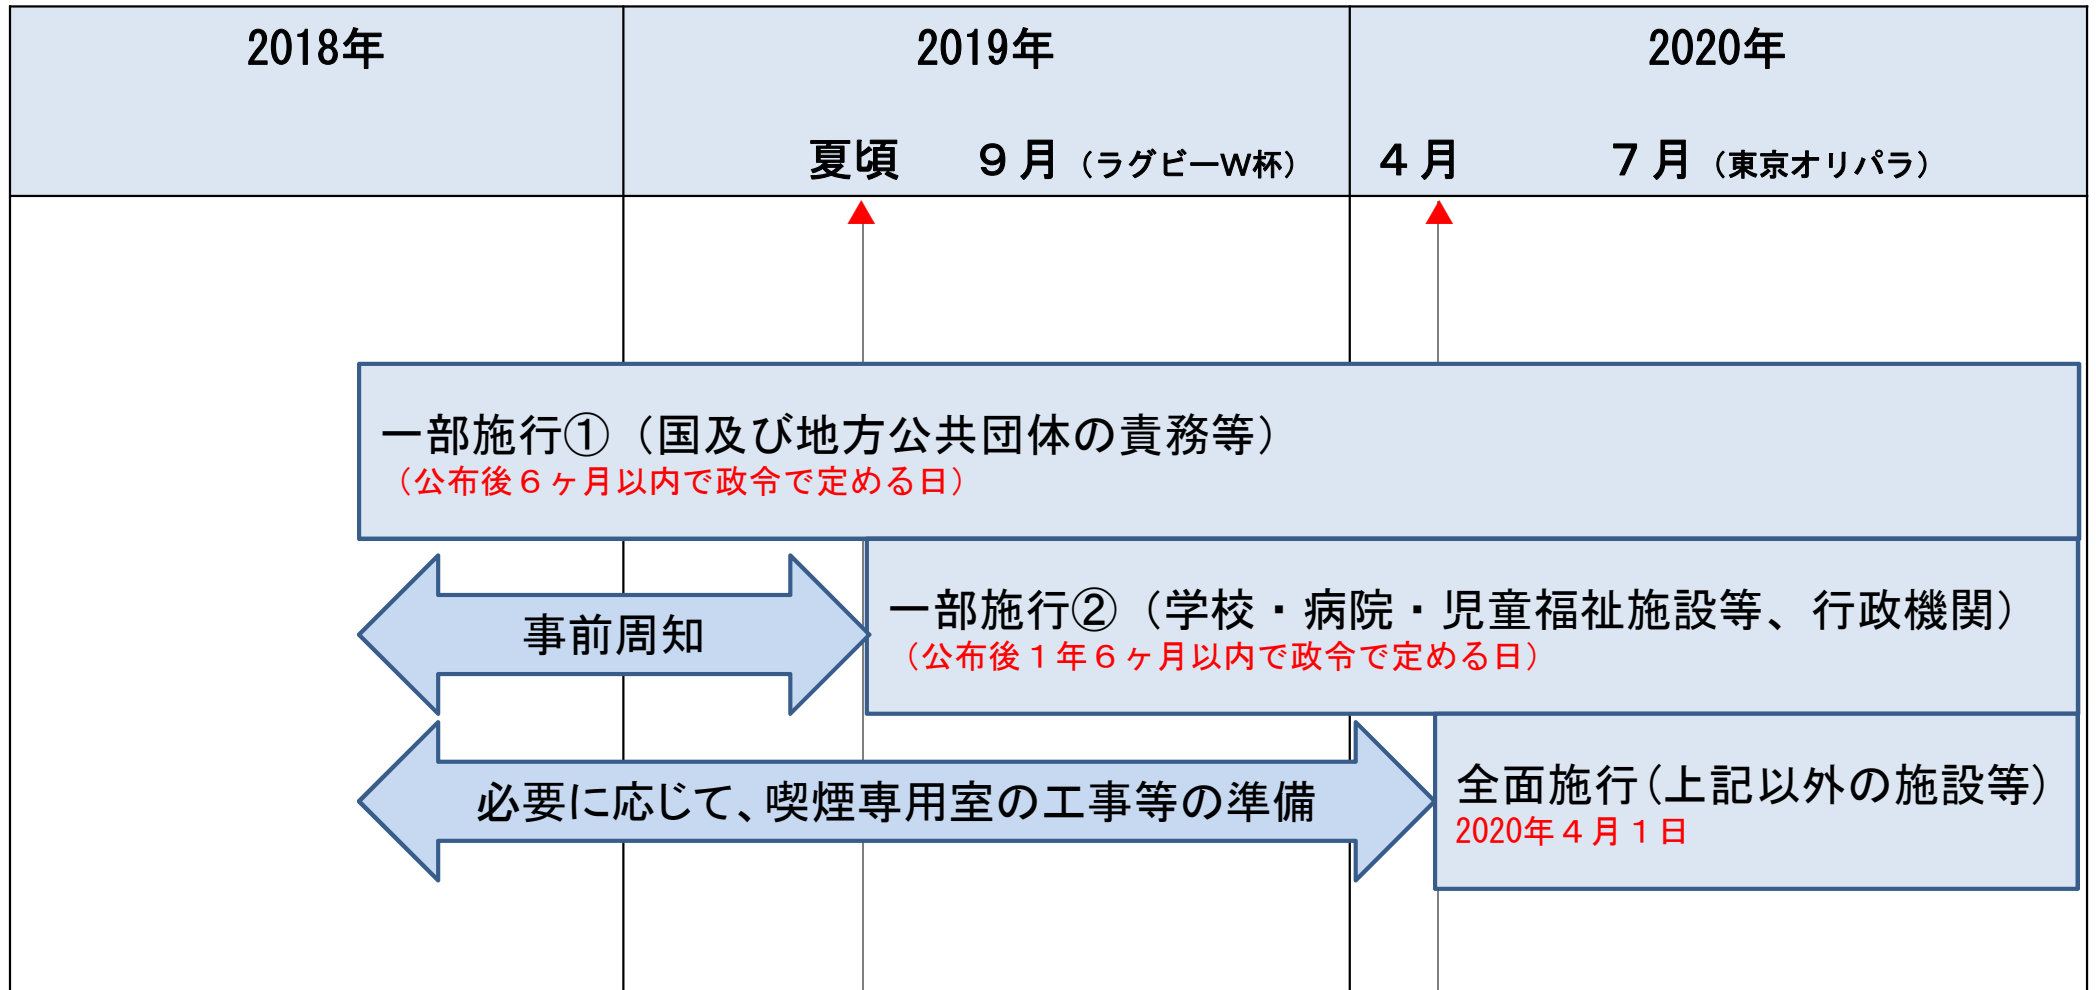 2018年
2019年
2020年
夏頃 ９月（ラグビーW杯）
４月 ７月（東京オリパラ）
一部施行①（国及び地方公共団体の責務等）
（公布後６ヶ月以内で政令で定める日）
事前周知
一部施行②（学校・病院・児童福祉施設等、行政機関）
（公布後１年６ヶ月以内で政令で定める日）
必要に応じて、喫煙専用室の工事等の準備
全面施行（上記以外の施設等）
2020年４月１日